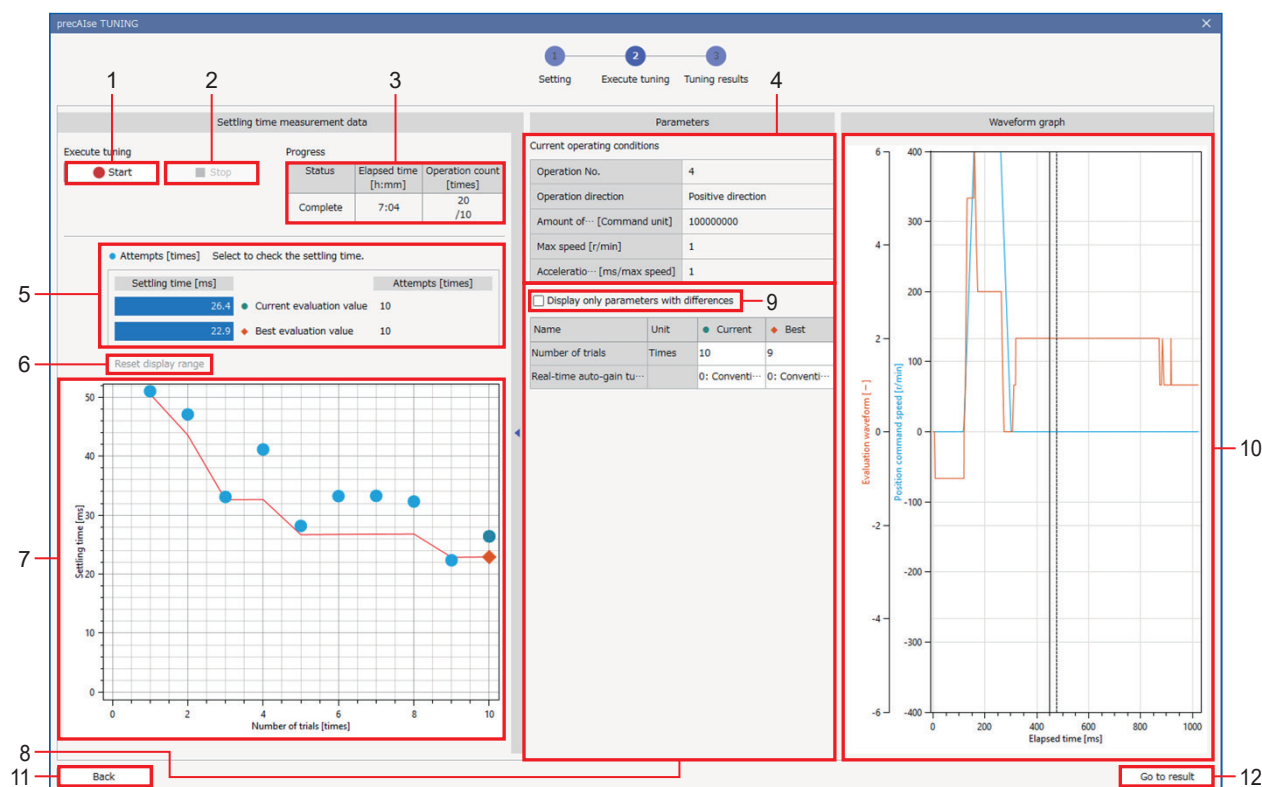 precAIse TUNING
1 2 3
Setting Execute tuning Tuning results
1 2 3 4
Settling time measurement data
Execute tuning
Start Stop
Progress
Status Elapsed time [h:mm] Operation count [times]
Complete 7:04 20 /10
5
Attempts [times] Select to check the settling time.
Settling time [ms] Attempts [times]
26.4 Current evaluation value 10
22.9 Best evaluation value 10
6
Reset display range
7
Settling time [ms]
50
40
30
20
10
0
0 2 4 6 8 10
Number of trials [times]
Parameters
Current operating conditions
Operation No. 4
Operation direction Positive direction
Amount of… [Command unit] 100000000
Max speed [r/min] 1
Acceleratio… [ms/max speed] 1
Display only parameters with differences
9
Name Unit Current Best
Number of trials Times 10 9
Real-time auto-gain tu… 0: Conventi… 0: Conventi…
Waveform graph
Evaluation waveform [−]
6
4
2
0
-2
-4
-6
Position command speed [r/min]
400
300
200
100
0
-100
-200
-300
-400
0 200 400 600 800 1000
Elapsed time [ms]
10
8
11
Back
Go to result
12